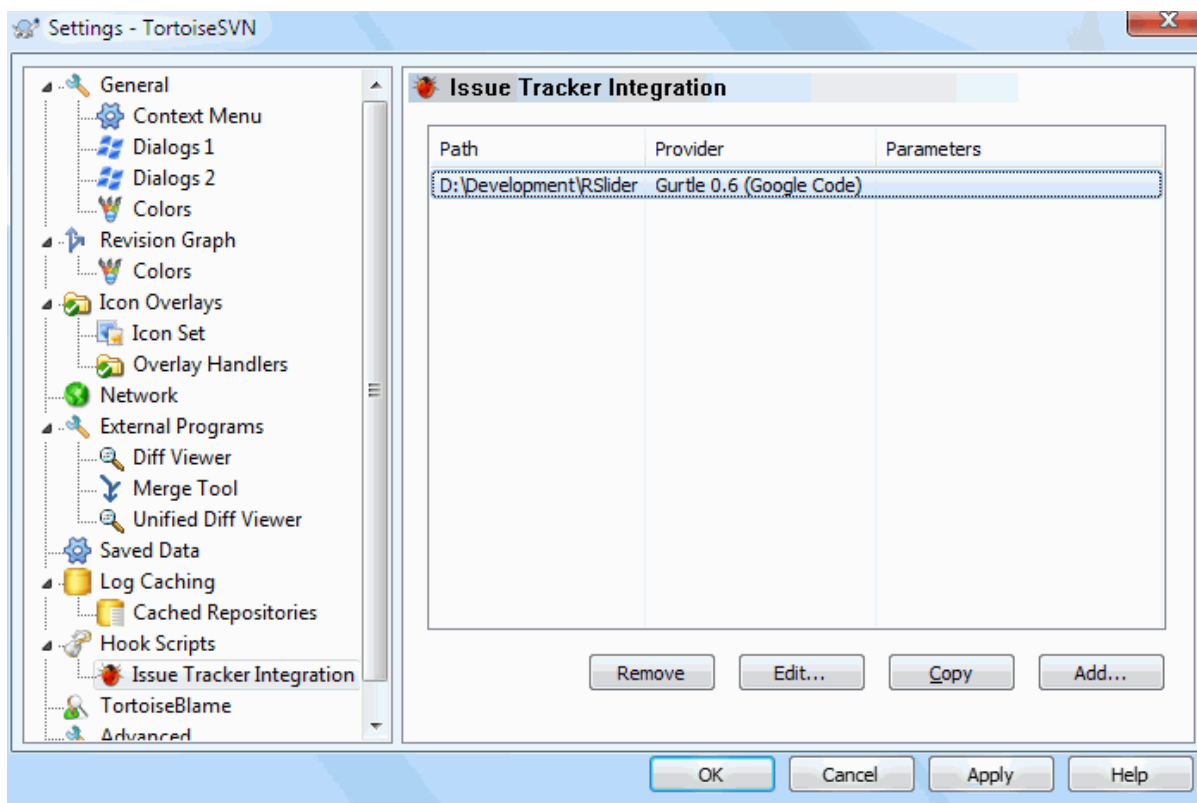 Settings - TortoiseSVN
General
Context Menu
Dialogs 1
Dialogs 2
Colors
Revision Graph
Colors
Icon Overlays
Icon Set
Overlay Handlers
Network
External Programs
Diff Viewer
Merge Tool
Unified Diff Viewer
Saved Data
Log Caching
Cached Repositories
Hook Scripts
Issue Tracker Integration
TortoiseBlame
Advanced
Issue Tracker Integration
Path Provider Parameters
D:\Development\RSlider Gurtle 0.6 (Google Code)
Remove Edit... Copy Add...
OK Cancel Apply Help